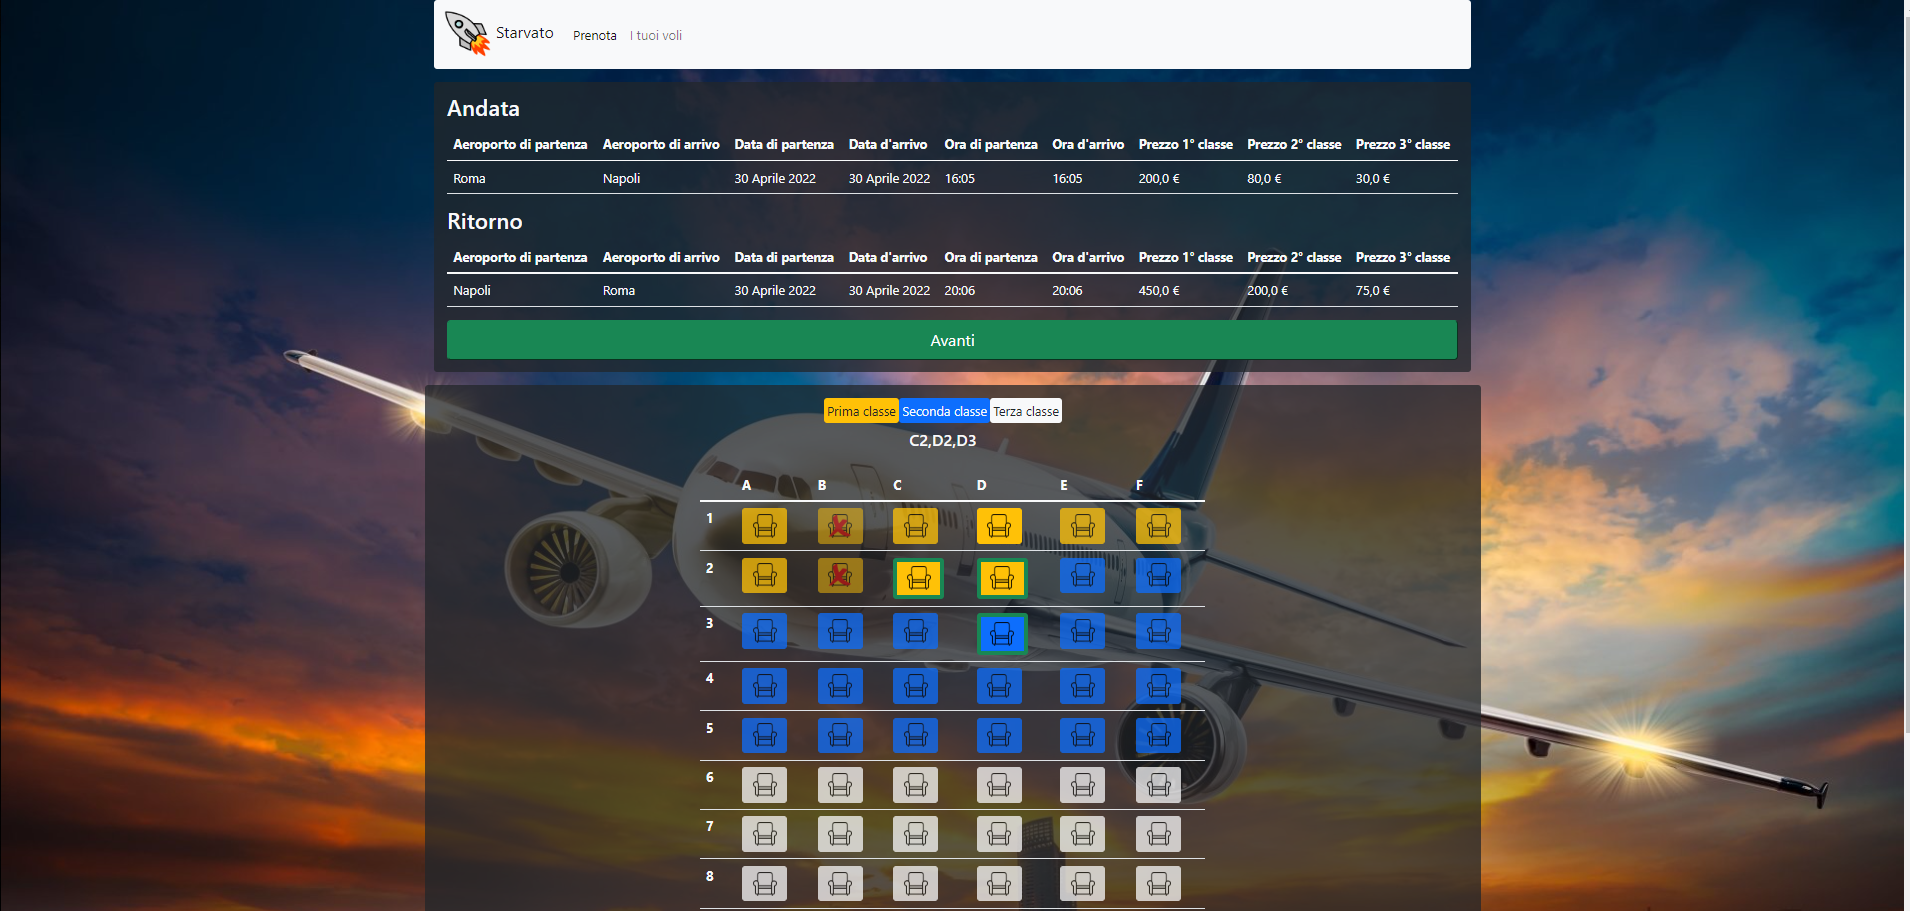 Starvato Prenota I tuoi voli
Andata
Aeroporto di partenza Aeroporto di arrivo Data di partenza Data d'arrivo Ora di partenza Ora d'arrivo Prezzo 1° classe Prezzo 2° classe Prezzo 3° classe
Roma Napoli 30 Aprile 2022 30 Aprile 2022 16:05 16:05 200,0 € 80,0 € 30,0 €
Ritorno
Aeroporto di partenza Aeroporto di arrivo Data di partenza Data d'arrivo Ora di partenza Ora d'arrivo Prezzo 1° classe Prezzo 2° classe Prezzo 3° classe
Napoli Roma 30 Aprile 2022 30 Aprile 2022 20:06 20:06 450,0 € 200,0 € 75,0 €
Avanti
Prima classe Seconda classe Terza classe
C2,D2,D3
A B C D E F
1
2
3
4
5
6
7
8